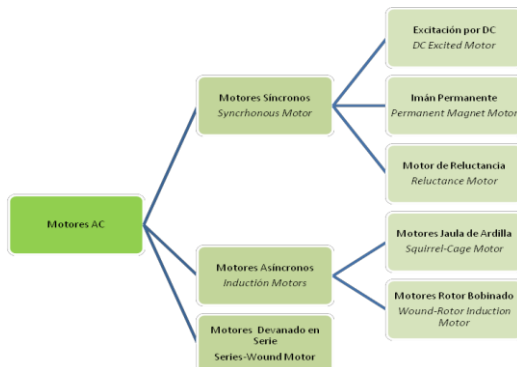 Motores AC
Motores Síncronos
Syncrhonous Motor
Excitación por DC
DC Excited Motor
Imán Permanente
Permanent Magnet Motor
Motor de Reluctancia
Reluctance Motor
Motores Asíncronos
Inductión Motors
Motores Jaula de Ardilla
Squirrel-Cage Motor
Motores Rotor Bobinado
Wound-Rotor Induction
Motor
Motores Devanado en
Serie
Series-Wound Motor